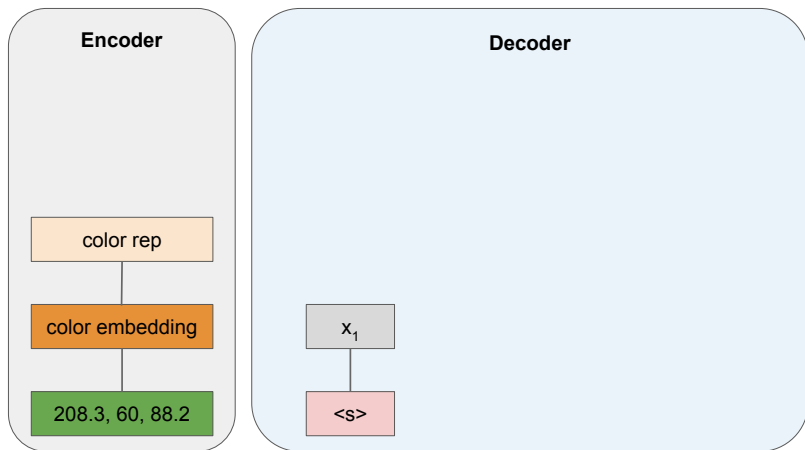 Encoder
Decoder
color rep
color embedding
x₁
208.3, 60, 88.2
<s>